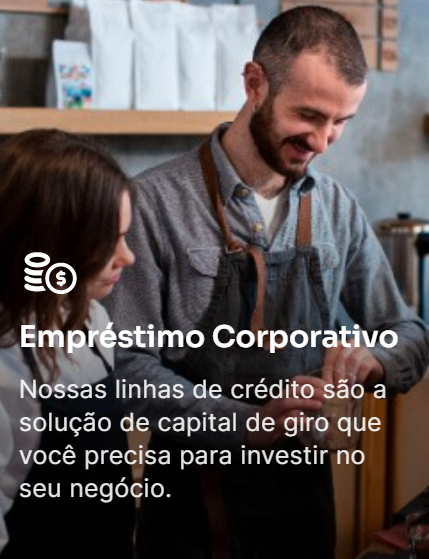 Empréstimo Corporativo
Nossas linhas de crédito são a
solução de capital de giro que
você precisa para investir no
seu negócio.